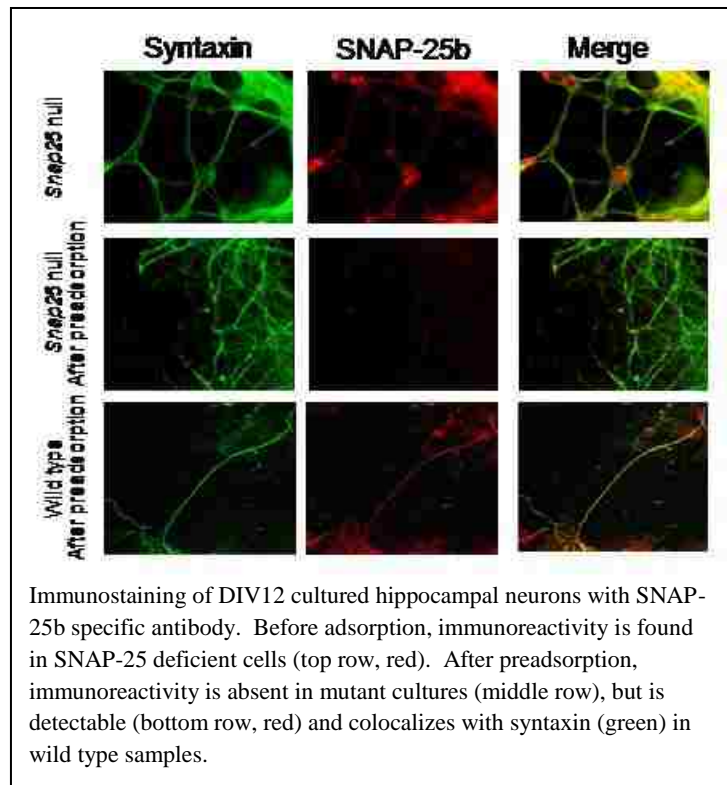 Syntaxin SNAP-25b Merge
Snap25 null
Snap25 null
After preadsorption
Wild type
After preadsorption
Immunostaining of DIV12 cultured hippocampal neurons with SNAP-
25b specific antibody. Before adsorption, immunoreactivity is found
in SNAP-25 deficient cells (top row, red). After preadsorption,
immunoreactivity is absent in mutant cultures (middle row), but is
detectable (bottom row, red) and colocalizes with syntaxin (green) in
wild type samples.